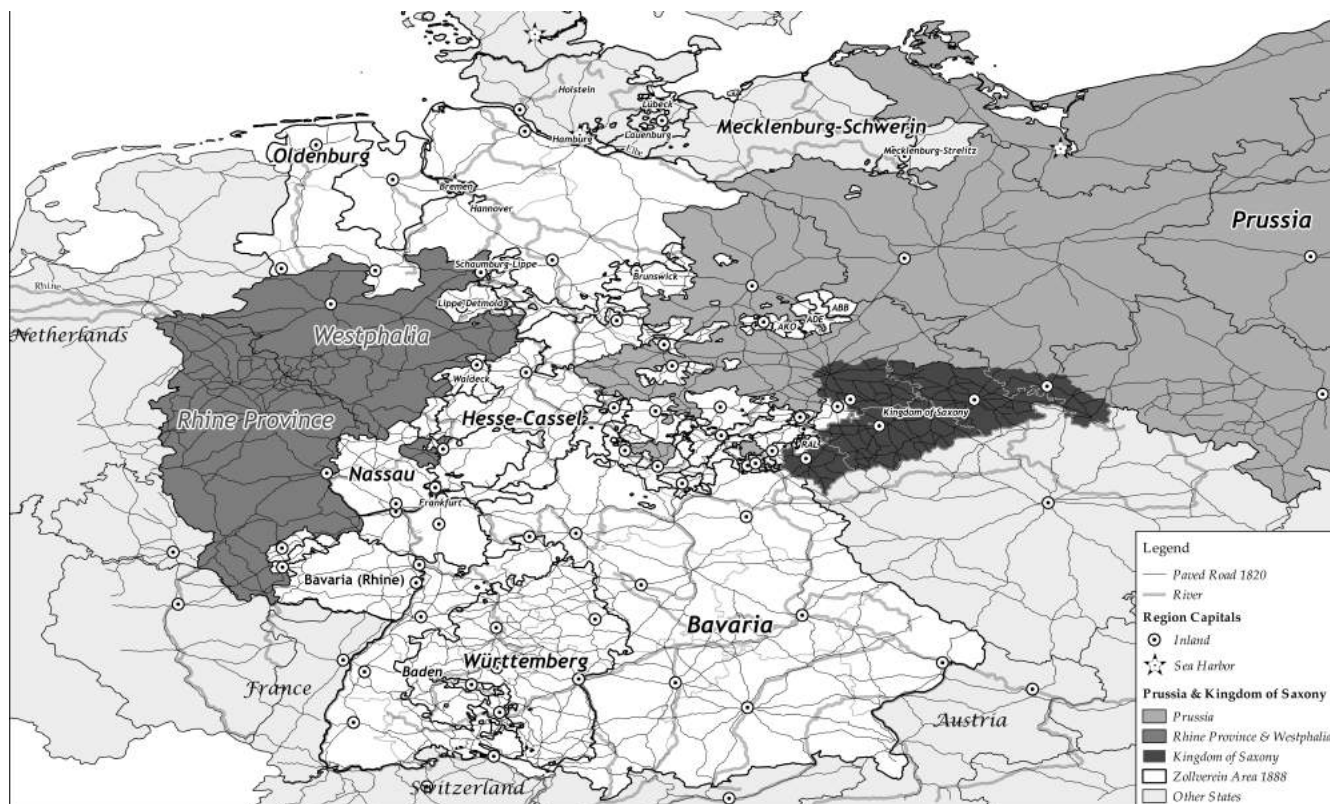 Holstein
Lübeck
Lauenburg
Hamburg
Elbe
Mecklenburg-Schwerin
Mecklenburg-Strelitz
Oldenburg
Bremen
Hannover
Prussia
Schaumburg-Lippe
Brunswick
Rhine
Lippe Detmold
Netherlands
Westphalia
ABB
ADE
AKO
Waldeck
Rhine Province
Hesse-Cassel
Kingdom of Saxony
RAL
Nassau
Frankfurt
Bavaria (Rhine)
Bavaria
Württemberg
Baden
France
Austria
Switzerland
Legend
Paved Road 1820
River
Region Capitals
Inland
Sea Harbor
Prussia & Kingdom of Saxony
Prussia
Rhine Province & Westphalia
Kingdom of Saxony
Zollverein Area 1888
Other States